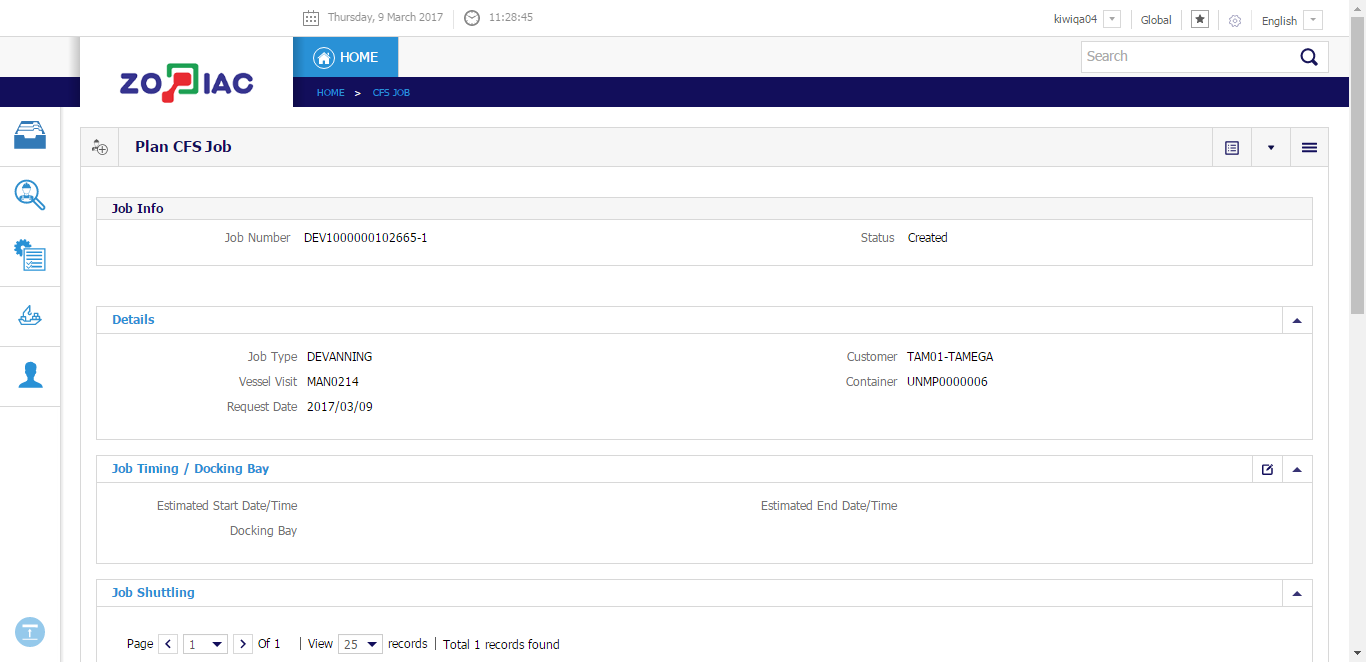 Thursday, 9 March 2017 11:28:45 kiwiqa04 Global English
ZODIAC HOME Search
HOME > CFS JOB
Plan CFS Job
Job Info
Job Number DEV1000000102665-1 Status Created
Details
Job Type DEVANNING Customer TAM01-TAMEGA
Vessel Visit MAN0214 Container UNMP0000006
Request Date 2017/03/09
Job Timing / Docking Bay
Estimated Start Date/Time Estimated End Date/Time
Docking Bay
Job Shuttling
Page < 1 > Of 1 | View 25 records | Total 1 records found